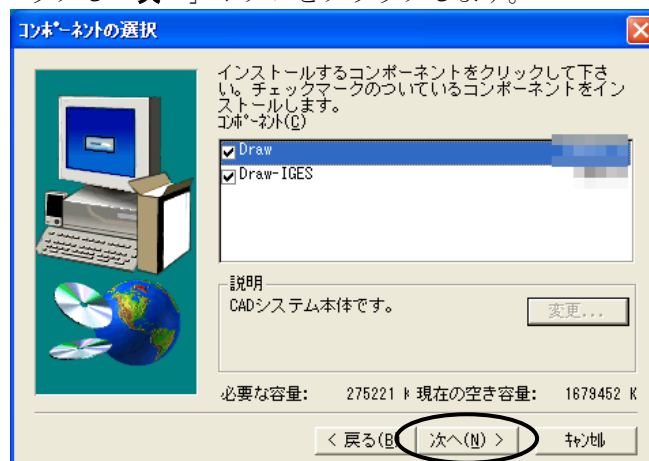 コンポーネントの選択
インストールするコンポーネントをクリックして下さ
い。チェックマークのついているコンポーネントをイン
ストールします。
コンポーネント(C)
Draw
Draw-IGES
説明
CADシステム本体です。
変更...
必要な容量: 275221 K 現在の空き容量: 1679452 K
< 戻る(B) 次へ(N) > キャンセル